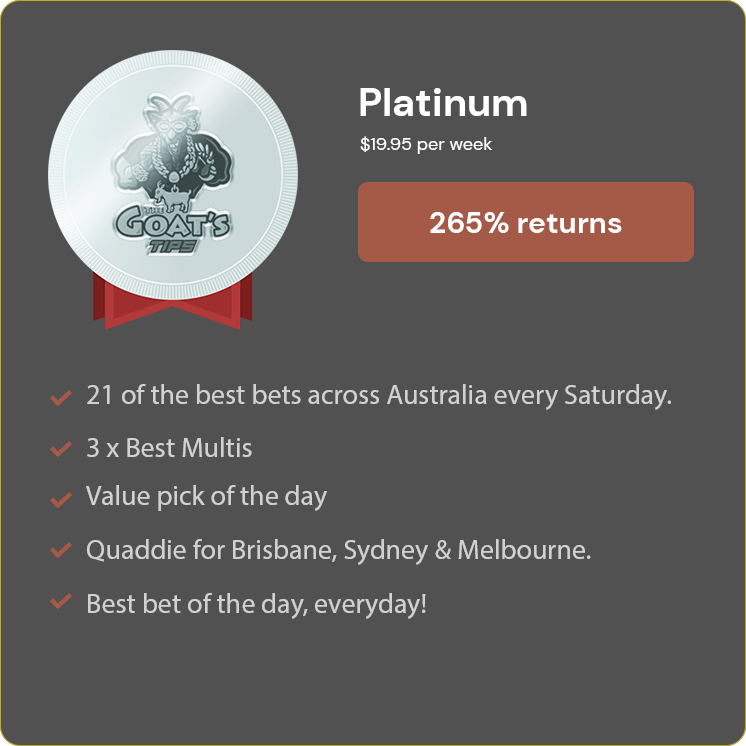 Platinum
$19.95 per week
265% returns
THE
GOAT'S
TIPS
21 of the best bets across Australia every Saturday.
3 x Best Multis
Value pick of the day
Quaddie for Brisbane, Sydney & Melbourne.
Best bet of the day, everyday!